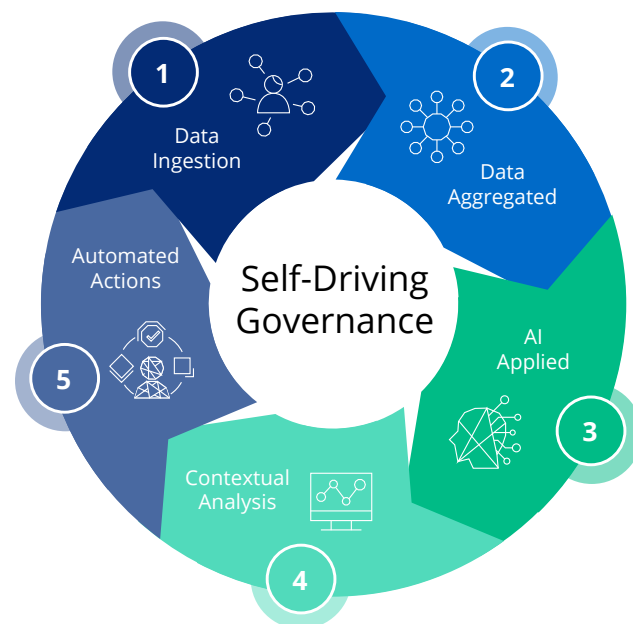 Self-Driving
Governance
1
Data
Ingestion
2
Data
Aggregated
3
AI
Applied
4
Contextual
Analysis
5
Automated
Actions